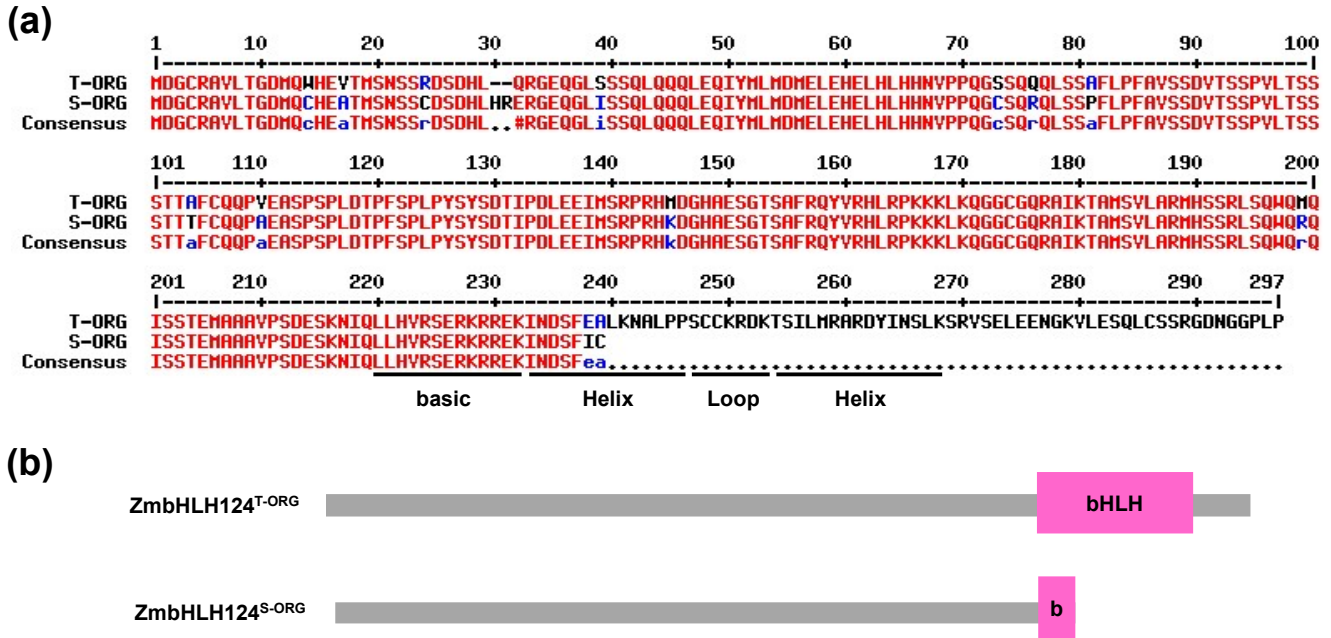 (a)
1 10 20 30 40 50 60 70 80 90 100
|--------+---------+---------+---------+---------+---------+---------+---------+---------+---------|
T-ORG MDGCRAVLTGDMQWHEVTMSNSSRDSDHL--QRGEQGLSSSQLQQQLEQIYMLMDMELEHELHLHHNVPPQGSSQQQLSSAFLPFAVSSDVTSSPVLTSS
S-ORG MDGCRAVLTGDMQCHEATMSNSSCDSDHLHRERGEQGLISSQLQQQLEQIYMLMDMELEHELHLHHNVPPQGCSQRQLSSPFLPFAVSSDVTSSPVLTSS
Consensus MDGCRAVLTGDMQcHEaTMSNSSrDSDHL..#RGEQGLiSSQLQQQLEQIYMLMDMELEHELHLHHNVPPQGcSQrQLSSaFLPFAVSSDVTSSPVLTSS
101 110 120 130 140 150 160 170 180 190 200
|--------+---------+---------+---------+---------+---------+---------+---------+---------+---------|
T-ORG STTAFCQQPVEASPSPLDTPFSPLPYSYSDTIPDLEEIMSRPRHMDGHAESGTSAFRQYVRHLRPKKKLKQGGCGQRAIKTAMSVLARMHSSRLSQWQMQ
S-ORG STTTFCQQPAEASPSPLDTPFSPLPYSYSDTIPDLEEIMSRPRHKDGHAESGTSAFRQYVRHLRPKKKLKQGGCGQRAIKTAMSVLARMHSSRLSQWQRQ
Consensus STTaFCQQPaEASPSPLDTPFSPLPYSYSDTIPDLEEIMSRPRHkDGHAESGTSAFRQYVRHLRPKKKLKQGGCGQRAIKTAMSVLARMHSSRLSQWQrQ
201 210 220 230 240 250 260 270 280 290 297
|--------+---------+---------+---------+---------+---------+---------+---------+---------+------|
T-ORG ISSTEMAAAVPSDESKNIQLLHVRSERKRREKINDSFEALKNALPPSCCKRDKTSILMRARDYINSLKSRVSELEENGKVLESQLCSSRGDNGGPLP
S-ORG ISSTEMAAAVPSDESKNIQLLHVRSERKRREKINDSFIC
Consensus ISSTEMAAAVPSDESKNIQLLHVRSERKRREKINDSFea..........................................................
basic Helix Loop Helix
(b)
ZmbHLH124T-ORG bHLH
ZmbHLH124S-ORG b